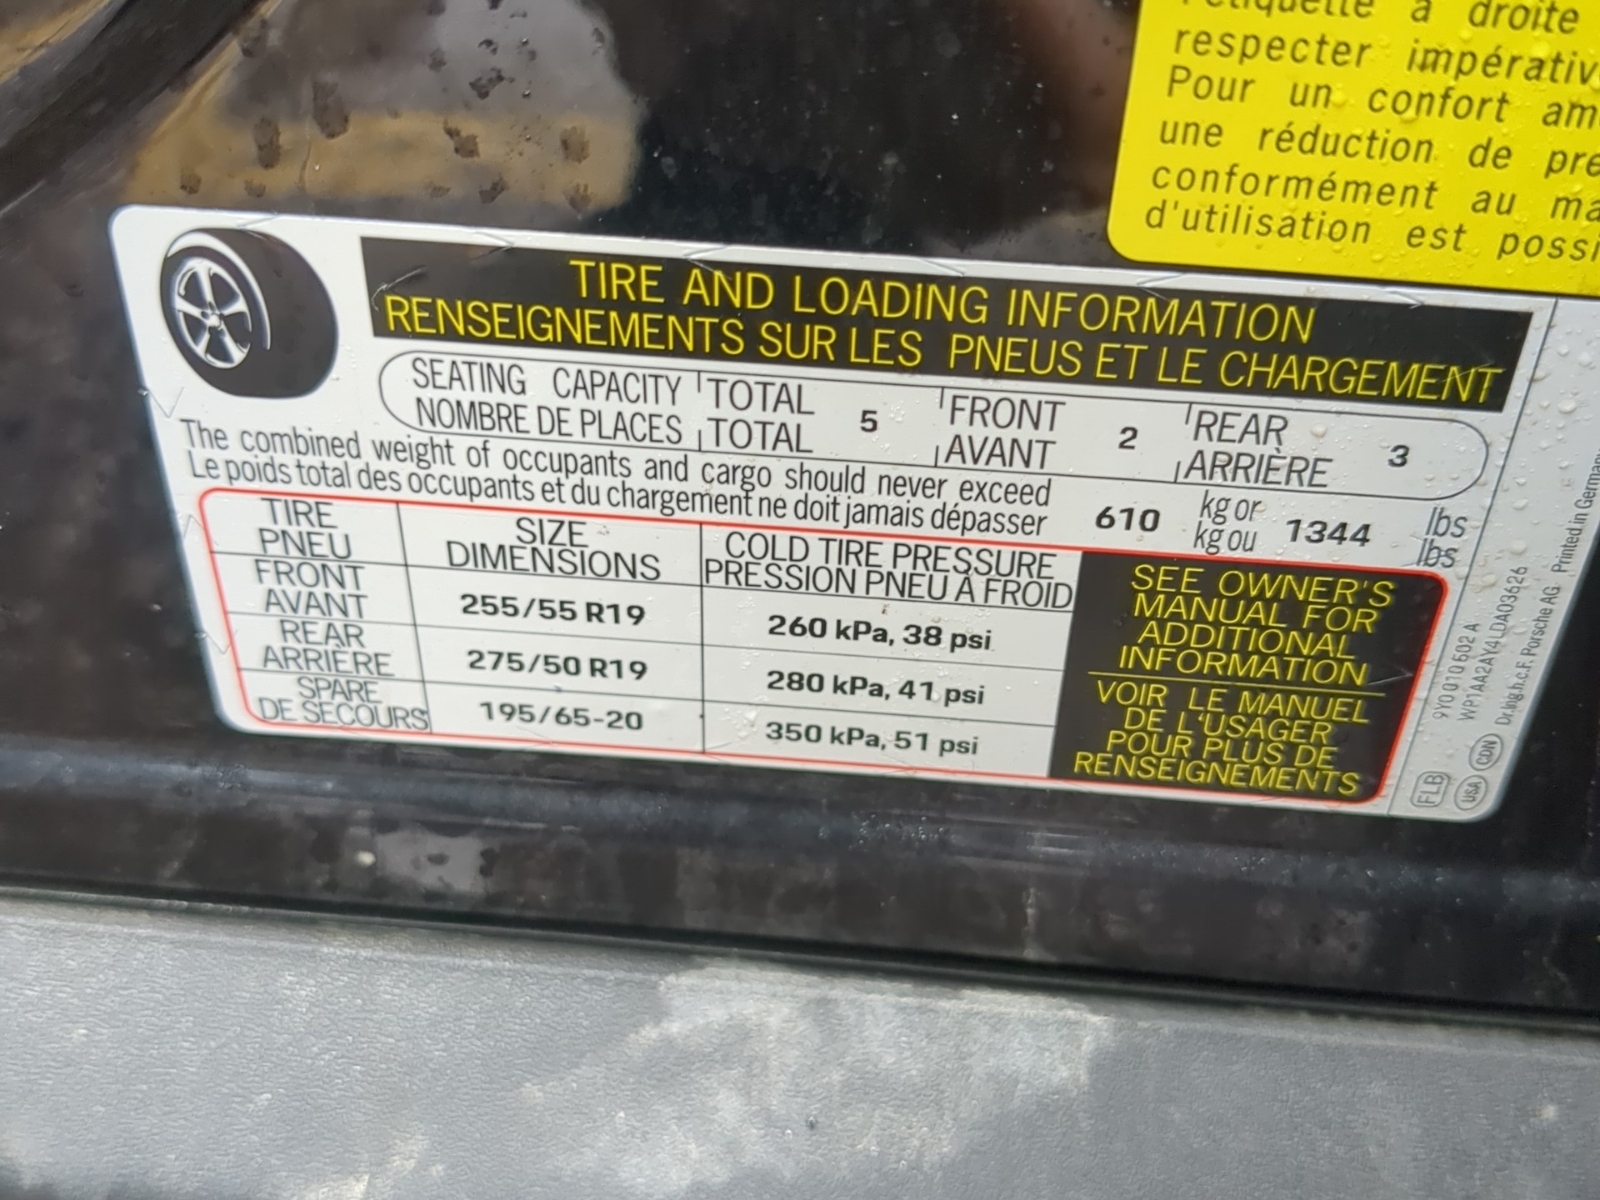 l'étiquette à droite
respecter impérativ
Pour un confort am
une réduction de pre
conformément au ma
d'utilisation est possi
TIRE AND LOADING INFORMATION
RENSEIGNEMENTS SUR LES PNEUS ET LE CHARGEMENT
SEATING CAPACITY TOTAL 5 FRONT 2 REAR 3
NOMBRE DE PLACES TOTAL AVANT ARRIÈRE
The combined weight of occupants and cargo should never exceed 610 kg or 1344 lbs
Le poids total des occupants et du chargement ne doit jamais dépasser kg ou lbs
TIRE SIZE COLD TIRE PRESSURE
PNEU DIMENSIONS PRESSION PNEU À FROID
FRONT
AVANT
255/55 R19
260 kPa, 38 psi
REAR
ARRIÈRE
275/50 R19
280 kPa, 41 psi
SPARE
DE SECOURS
195/65-20
350 kPa, 51 psi
SEE OWNER'S
MANUAL FOR
ADDITIONAL
INFORMATION
VOIR LE MANUEL
DE L'USAGER
POUR PLUS DE
RENSEIGNEMENTS
9Y0010602A
WP1AA2AY4LDA03626
Dr.Ing.h.c.F. Porsche AG Printed in Germany
FLB
USA CDN